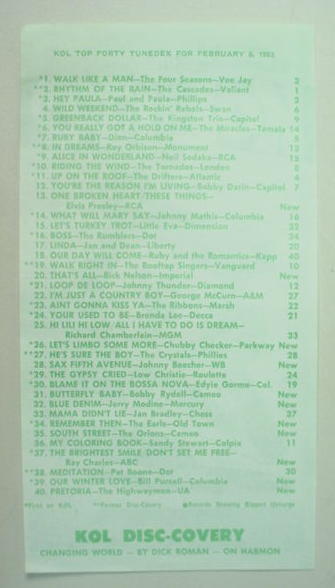 KOL TOP FORTY TUNEDEX FOR FEBRUARY 8, 1963
*1. WALK LIKE A MAN—The Four Seasons—Vee Jay 2
**2. RHYTHM OF THE RAIN—The Cascades—Valiant 1
*3. HEY PAULA—Paul and Paula—Phillips 3
4. WILD WEEKEND—The Rockin' Rebels—Swan 6
*5. GREENBACK DOLLAR—The Kingston Trio—Capitol 9
*6. YOU REALLY GOT A HOLD ON ME—The Miracles—Tamala 14
*7. RUBY BABY—Dion—Columbia
**8. IN DREAMS—Roy Orbison—Monument
*9. ALICE IN WONDERLAND—Neil Sedaka—RCA 15
*10. RIDING THE WIND—The Tornados—London
*11. UP ON THE ROOF—The Drifters—Atlantic
12. YOU'RE THE REASON I'M LIVING—Bobby Darin—Capitol 7
13. ONE BROKEN HEART/THESE THINGS—
Elvis Presley—RCA New
*14. WHAT WILL MARY SAY—Johnny Mathis—Columbia 16
15. LET'S TURKEY TROT—Little Eva—Dimension 32
*16. BOSS—The Rumblers—Dot 34
17. LINDA—Jan and Dean—Liberty 20
18. OUR DAY WILL COME—Ruby and the Romantics—Kapp 40
**19. WALK RIGHT IN—The Rooftop Singers—Vanguard 10
20. THAT'S ALL—Rick Nelson—Imperial New
*21. LOOP DE LOOP—Johnny Thunder—Diamond 12
22. I'M JUST A COUNTRY BOY—George McCurn—A&M 27
**23. AIN'T GONNA KISS YA—The Ribbons—Marsh 22
*24. YOUR USED TO BE—Brenda Lee—Decca 21
25. HI LILI HI LOW/ALL I HAVE TO DO IS DREAM—
Richard Chamberlein—MGM 33
*26. LET'S LIMBO SOME MORE—Chubby Checker—Parkway New
**27. HE'S SURE THE BOY—The Crystals—Phillies 28
28. SAX FIFTH AVENUE—Johnny Beecher—WB New
**29. THE GYPSY CRIED—Lou Christie—Roulette 24
**30. BLAME IT ON THE BOSSA NOVA—Edyie Gorme—Col. 19
31. BUTTERFLY BABY—Bobby Rydell—Cameo New
32. BLUE DENIM—Jerry Modine—Mercury New
33. MAMA DIDN'T LIE—Jan Bradley—Chess 37
*34. REMEMBER THEN—The Earls—Old Town New
35. SOUTH STREET—The Orlons—Cameo New
*36. MY COLORING BOOK—Sandy Stewart—Colpix 11
*37. THE BRIGHTEST SMILE/DON'T SET ME FREE—
Ray Charles—ABC New
**38. MEDITATION—Pat Boone—Dot 30
*39. OUR WINTER LOVE—Bill Pursell—Columbia New
40. PRETORIA—The Highwaymen—UA New
*First on KOL **Former Disc-Covery Records Showing Biggest Upsurge
KOL DISC-COVERY
CHANGING WORLD — BY DICK ROMAN — ON HARMON